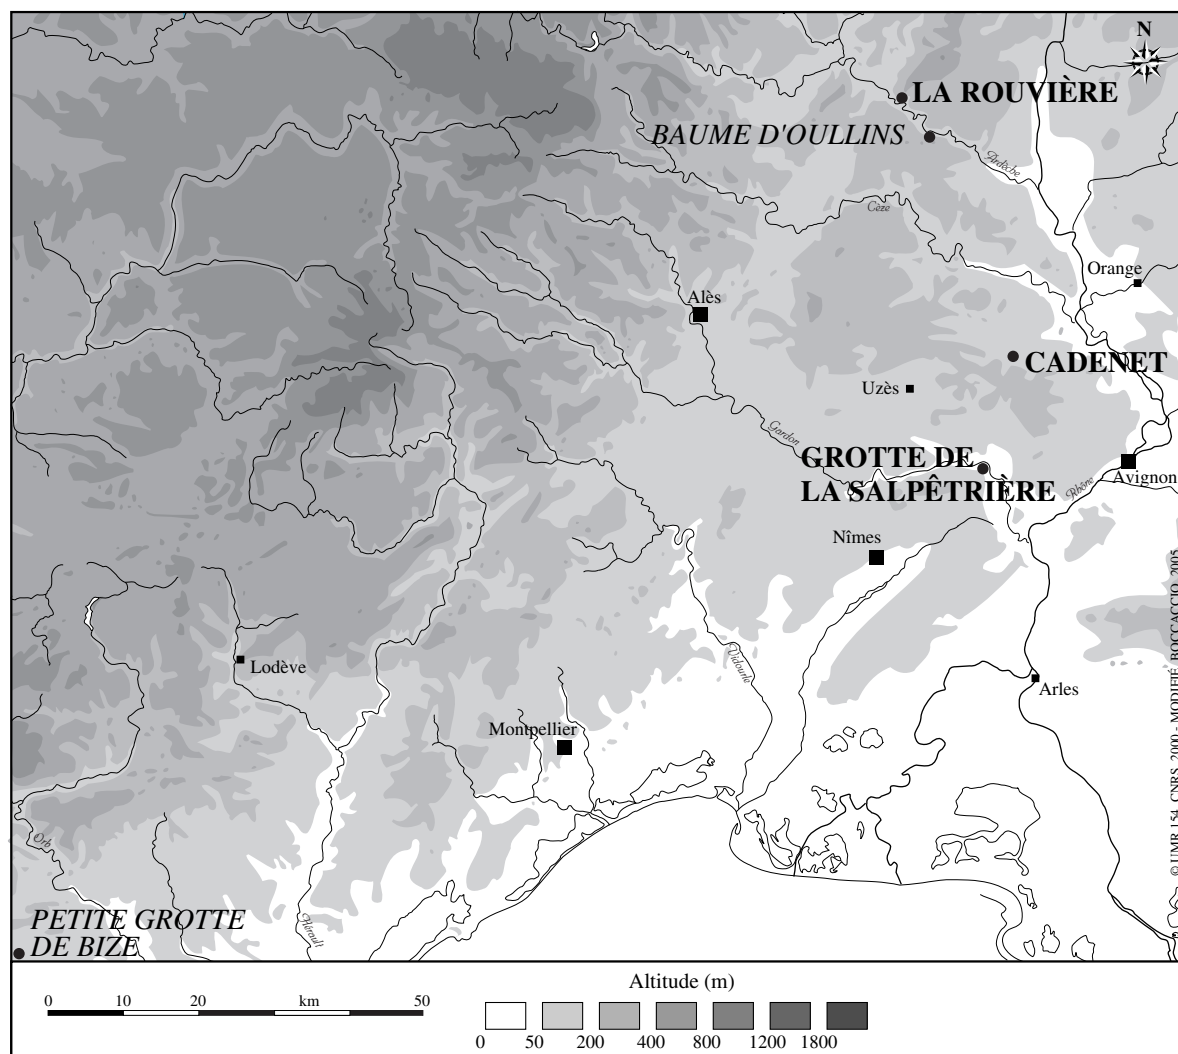 N
LA ROUVIÈRE
BAUME D'OULLINS
Ardèche
Cèze
Orange
Alès
CADENET
Uzès
Gardon
GROTTE DE
LA SALPÊTRIÈRE
Avignon
Rhône
Nîmes
Vidourle
Lodève
Arles
Montpellier
Orb
Hérault
PETITE GROTTE
DE BIZE
© UMR 154, CNRS, 2000 - MODIFIÉ, BOCCACCIO, 2005
Altitude (m)
0 10 20 km 50
0 50 200 400 800 1200 1800